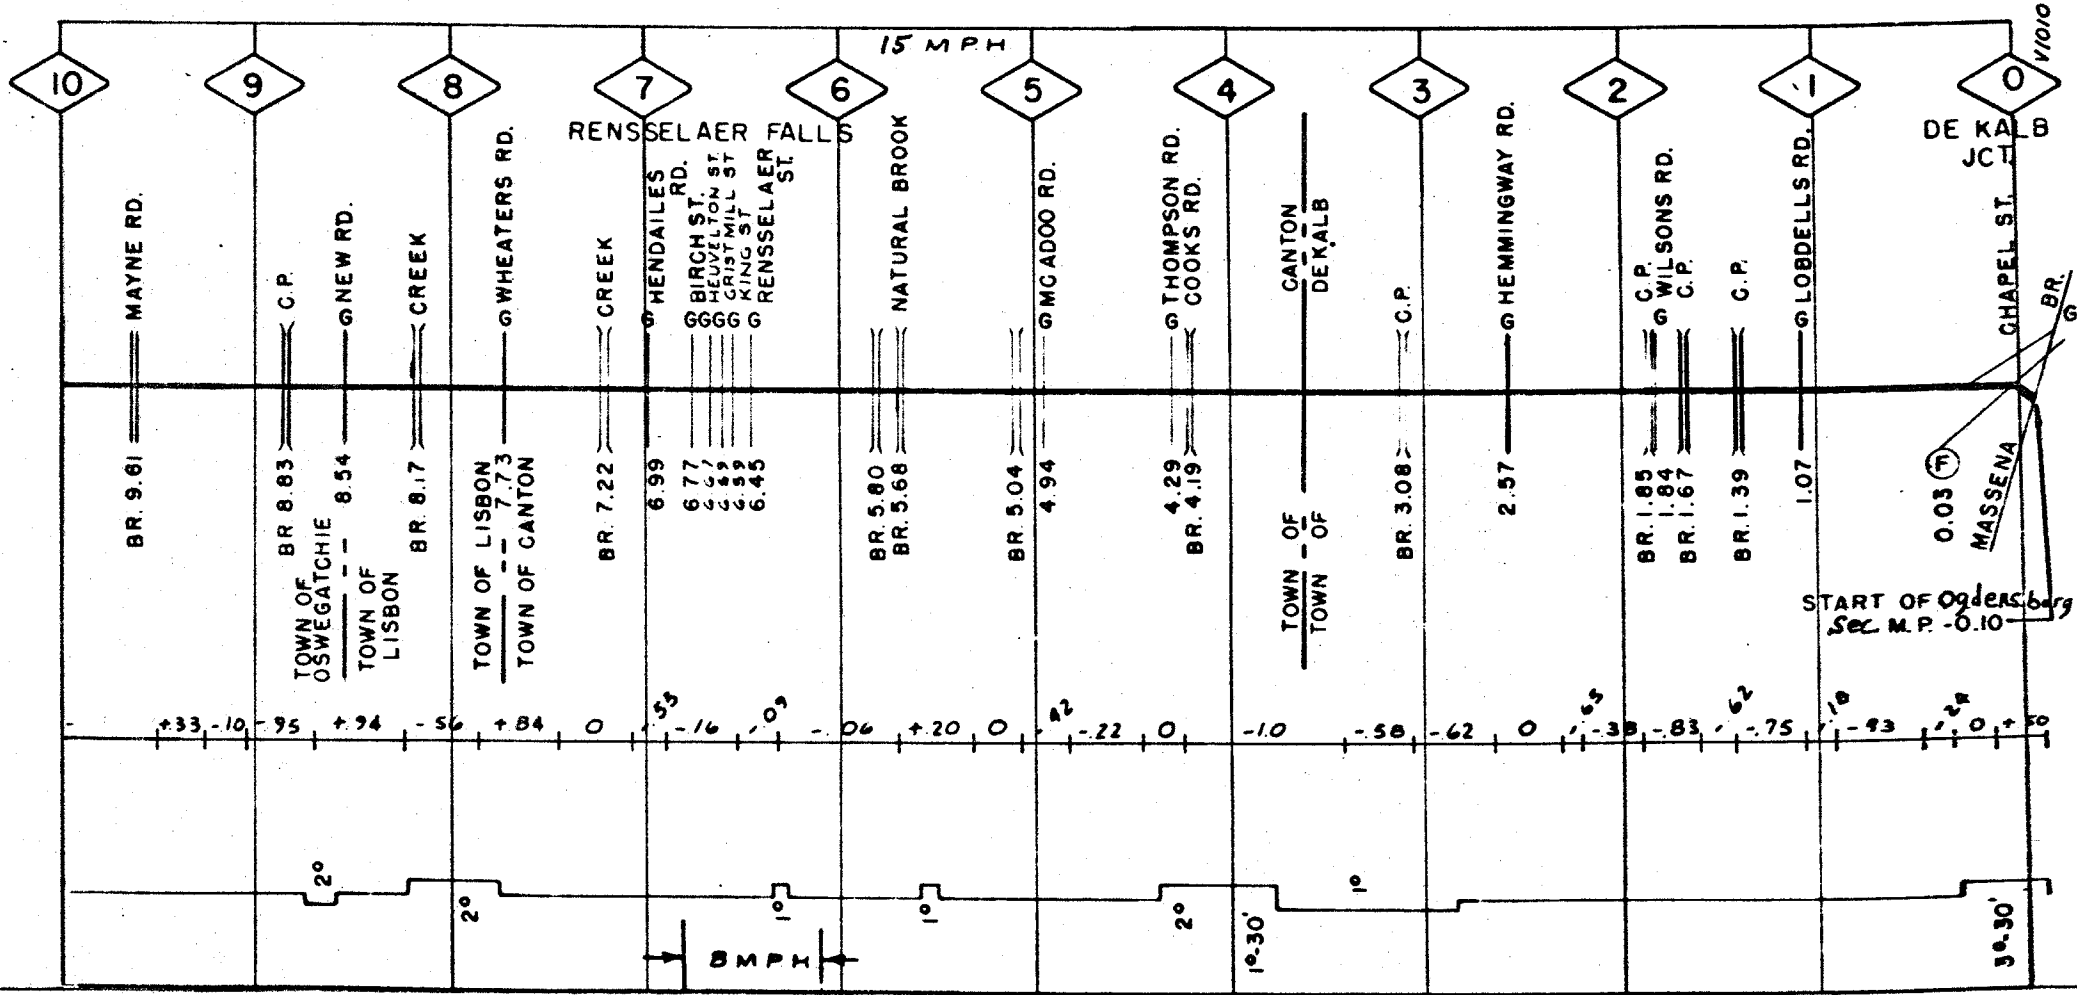 15 M P H
V1010
10 9 8 7 6 5 4 3 2 1 0
RENSSELAER FALLS
DE KALB
JCT.
MAYNE RD.
C.P.
G NEW RD.
CREEK
G WHEATERS RD.
CREEK
G HENDAILES
RD.
G BIRCH ST.
G HEUVELTON ST.
G GRISTMILL ST
G KING ST
G RENSSELAER
ST.
NATURAL BROOK
G MC ADOO RD.
G THOMPSON RD.
COOKS RD.
CANTON
DEKALB
C.P.
G HEMMINGWAY RD.
C.P.
G WILSONS RD.
C.P.
C.P.
G LOBDELLS RD.
CHAPEL ST.
BR.
G
BR. 9.61
BR 8.83
8.54
BR. 8.17
7.73
BR. 7.22
6.99
6.77
6.67
6.59
6.45
BR. 5.80
BR. 5.68
BR. 5.04
4.94
4.29
BR. 4.19
BR. 3.08
2.57
BR. 1.85
1.84
BR. 1.67
BR. 1.39
1.07
0.03 F
MASSENA
TOWN OF
OSWEGATCHIE
TOWN OF
LISBON
TOWN OF LISBON
TOWN OF CANTON
TOWN OF
TOWN OF
START OF Ogdensburg
Sec M.P. -0.10
- +33 -10 -95 +.94 -56 +84 0 .53 -16 .09 -.06 +.20 0 .42 -.22 0 -1.0 -.58 -62 0 .65 -.38 -.83 .62 -.75 .18 -.93 0 + 50
2°
2°
1°
1°
2°
1°-30'
1°
3°-30'
8 M P H